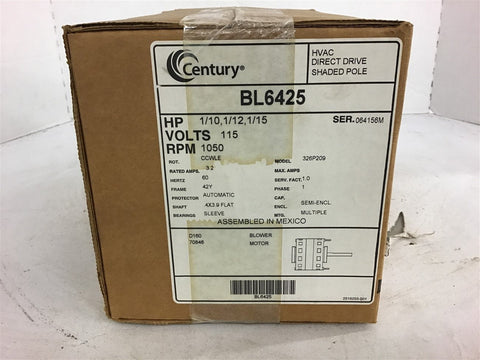 Century®
HVAC
DIRECT DRIVE
SHADED POLE
BL6425
HP 1/10,1/12,1/15 SER. 064156M
VOLTS 115
RPM 1050
ROT. CCWLE MODEL 326P209
RATED AMPS. 3.2 MAX. AMPS
HERTZ 60 SERV. FACT. 1.0
FRAME 42Y PHASE 1
PROTECTOR AUTOMATIC CAP.
SHAFT .4X3.9 FLAT ENCL. SEMI-ENCL
BEARINGS SLEEVE MTG. MULTIPLE
ASSEMBLED IN MEXICO
D160 BLOWER
70846 MOTOR
BL6425